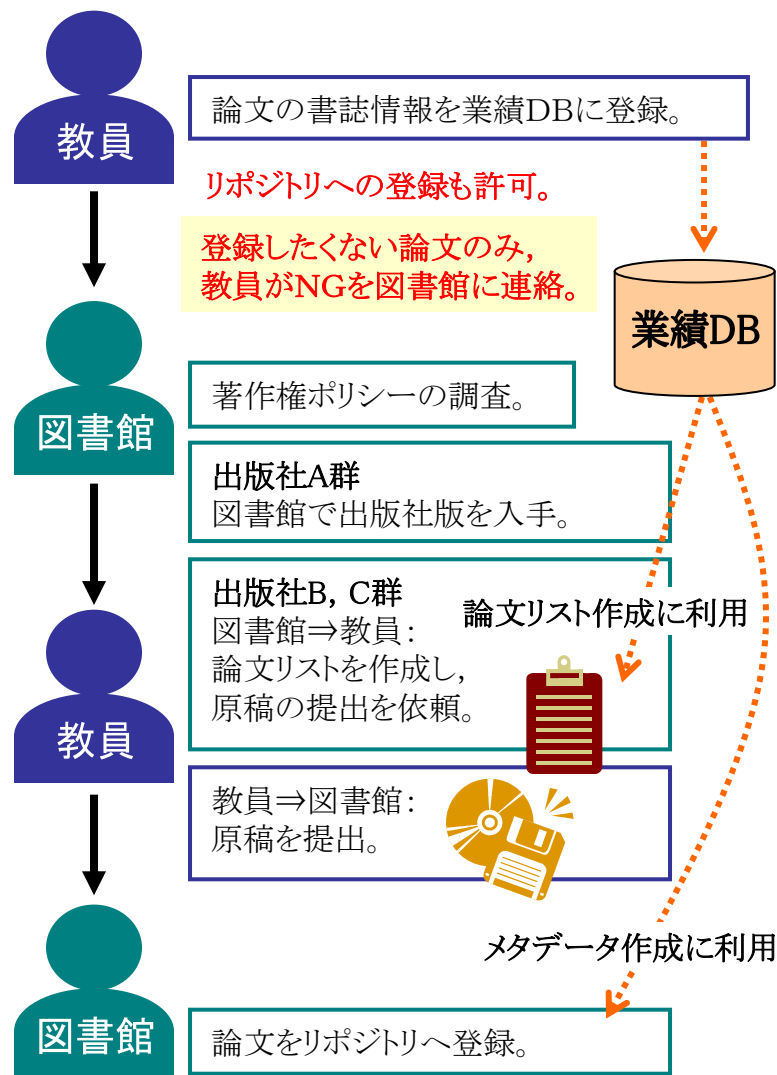 教員
論文の書誌情報を業績DBに登録。
リポジトリへの登録も許可。
登録したくない論文のみ,
教員がNGを図書館に連絡。
業績DB
図書館
著作権ポリシーの調査。
出版社A群
図書館で出版社版を入手。
出版社B, C群
図書館⇒教員:
論文リストを作成し,
原稿の提出を依頼。
論文リスト作成に利用
教員
教員⇒図書館:
原稿を提出。
メタデータ作成に利用
図書館
論文をリポジトリへ登録。